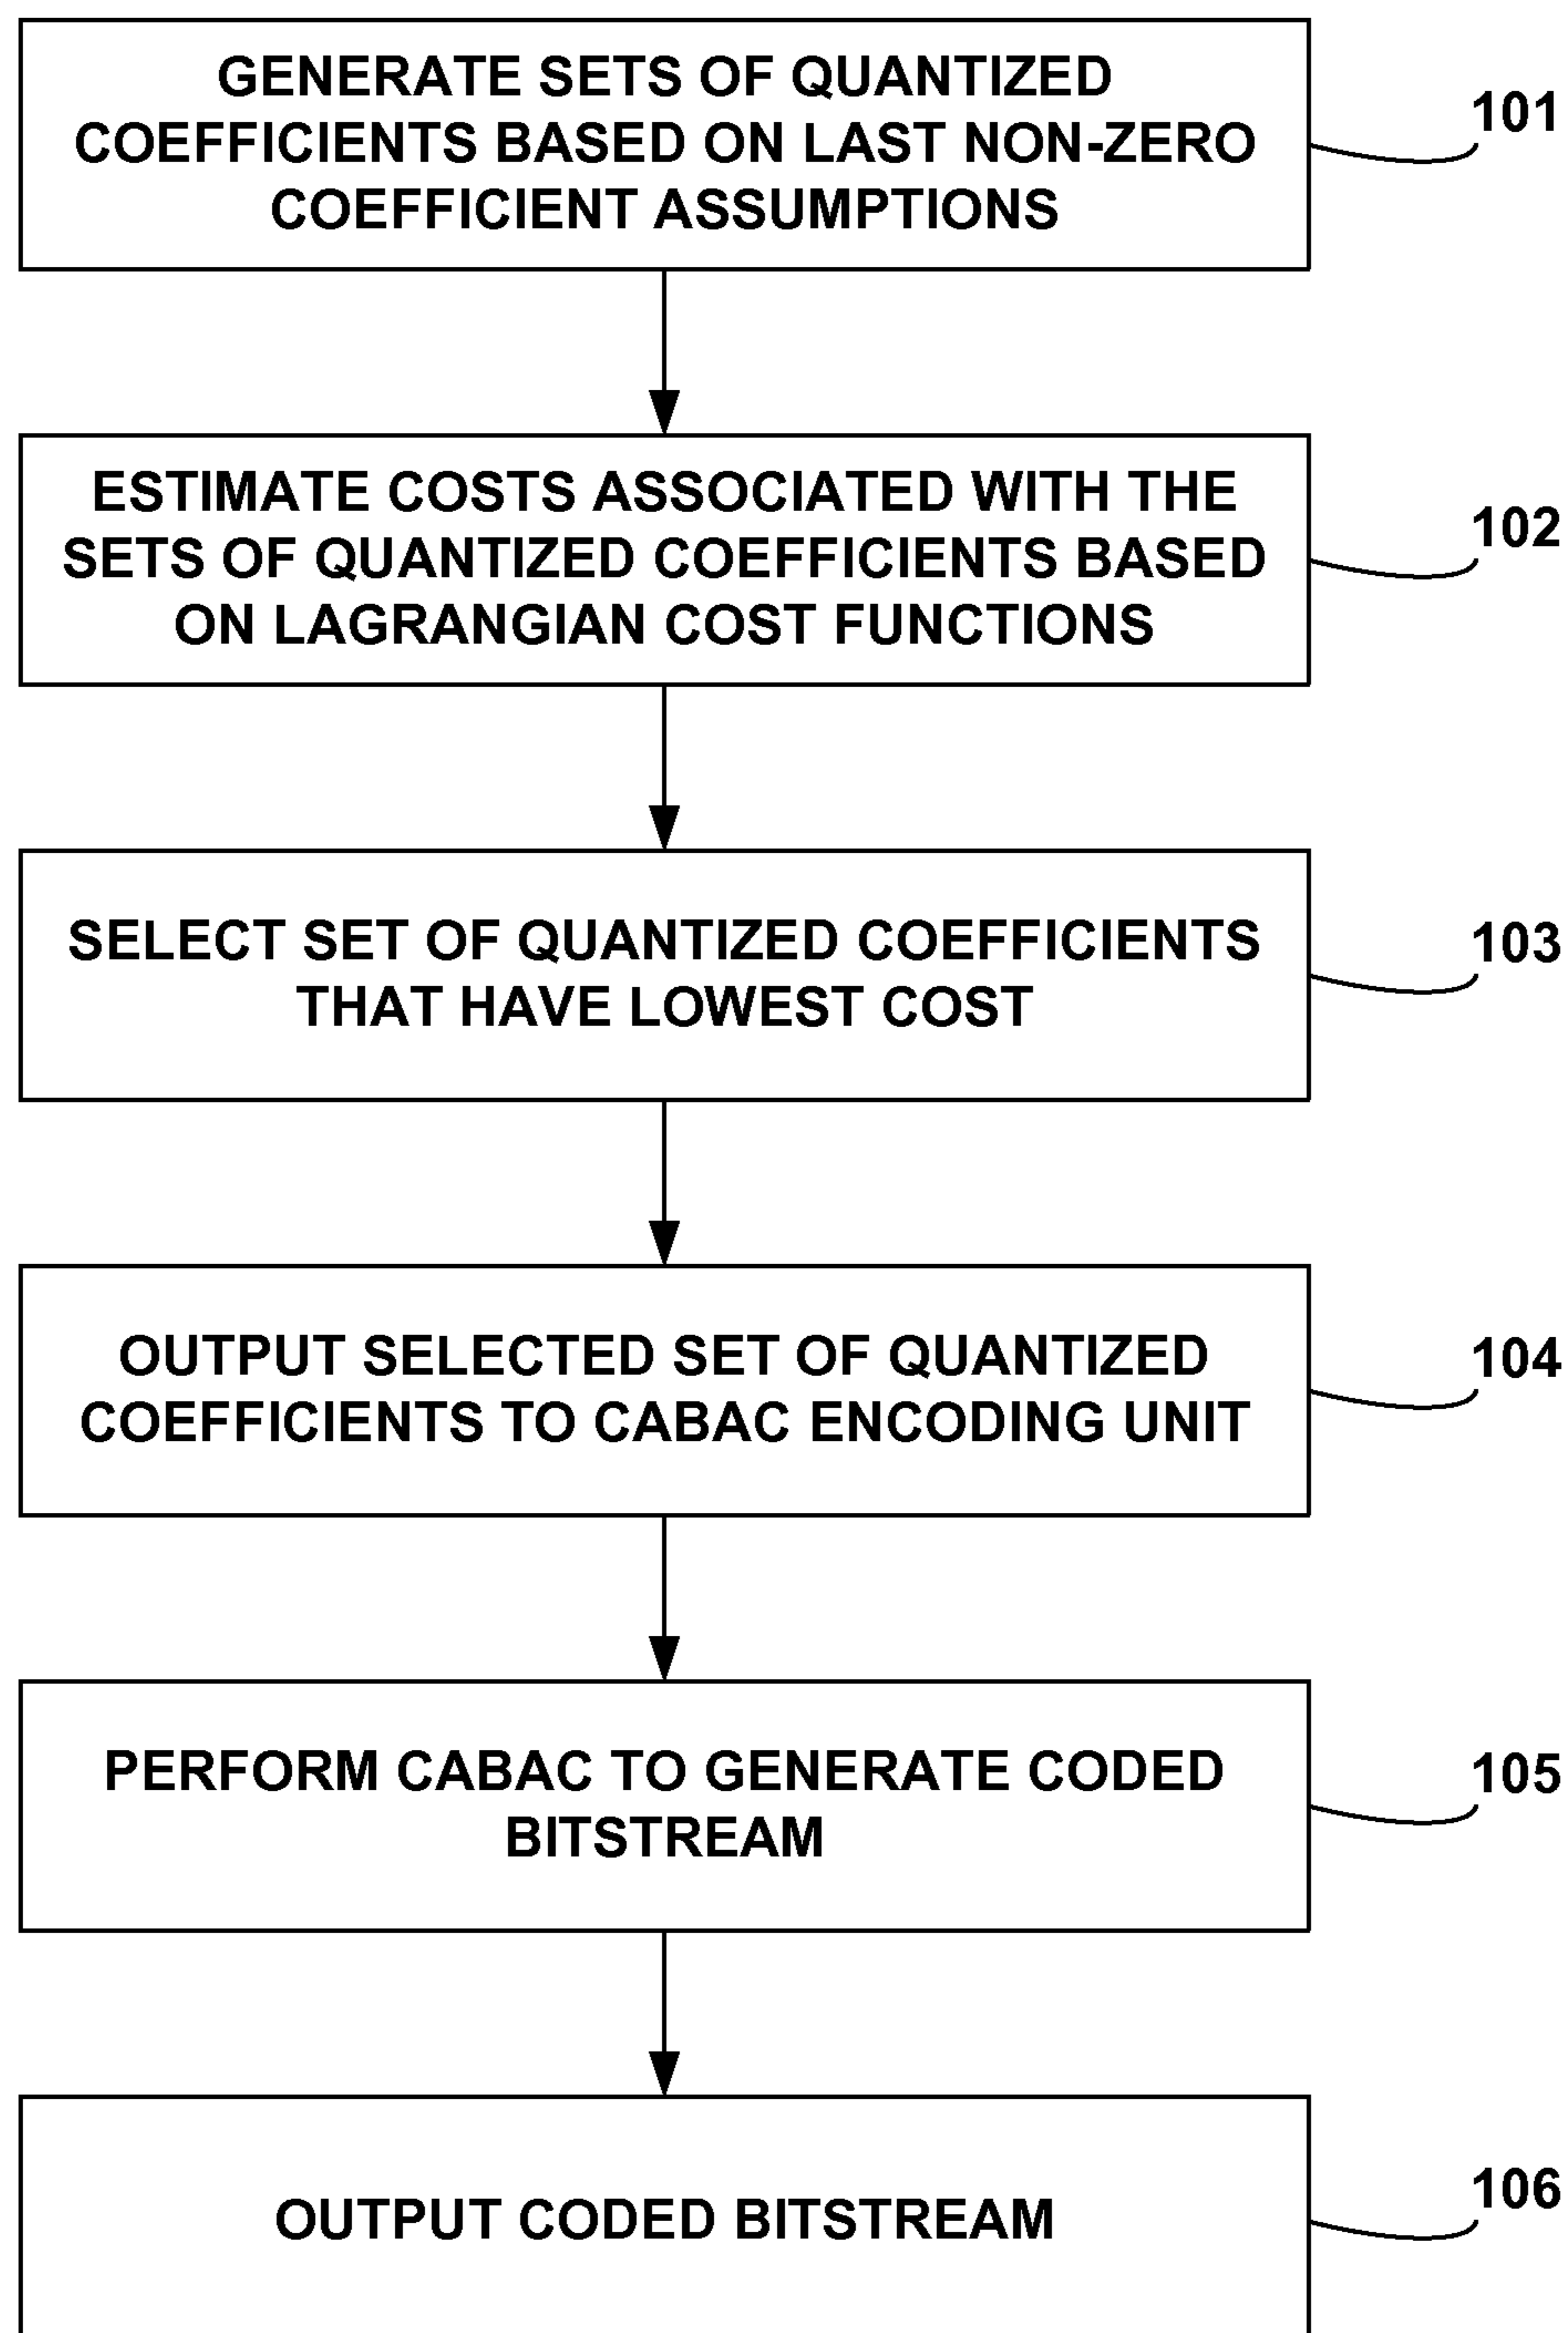 GENERATE SETS OF QUANTIZED
COEFFICIENTS BASED ON LAST NON-ZERO
COEFFICIENT ASSUMPTIONS
101
ESTIMATE COSTS ASSOCIATED WITH THE
SETS OF QUANTIZED COEFFICIENTS BASED
ON LAGRANGIAN COST FUNCTIONS
102
SELECT SET OF QUANTIZED COEFFICIENTS
THAT HAVE LOWEST COST
103
OUTPUT SELECTED SET OF QUANTIZED
COEFFICIENTS TO CABAC ENCODING UNIT
104
PERFORM CABAC TO GENERATE CODED
BITSTREAM
105
OUTPUT CODED BITSTREAM
106